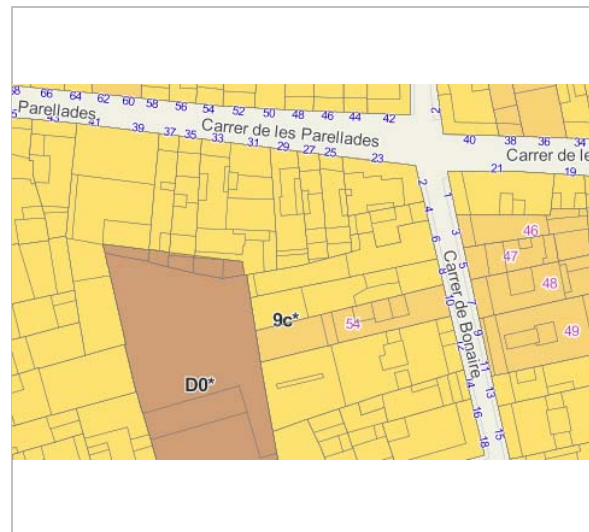 68 66 64 62 60 58 56 54 52 50 48 46 44 42 2 40 38 36 34
Parellades
Carrer de les Parellades
Carrer de le
41 39 37 35 33 31 29 27 25 23 21 19
2 1
4 3
6 5
8 7
10 9
12 11
14 13
16 15
18
Carrer de Bonaire
46
47
48
49
54
9c*
D0*